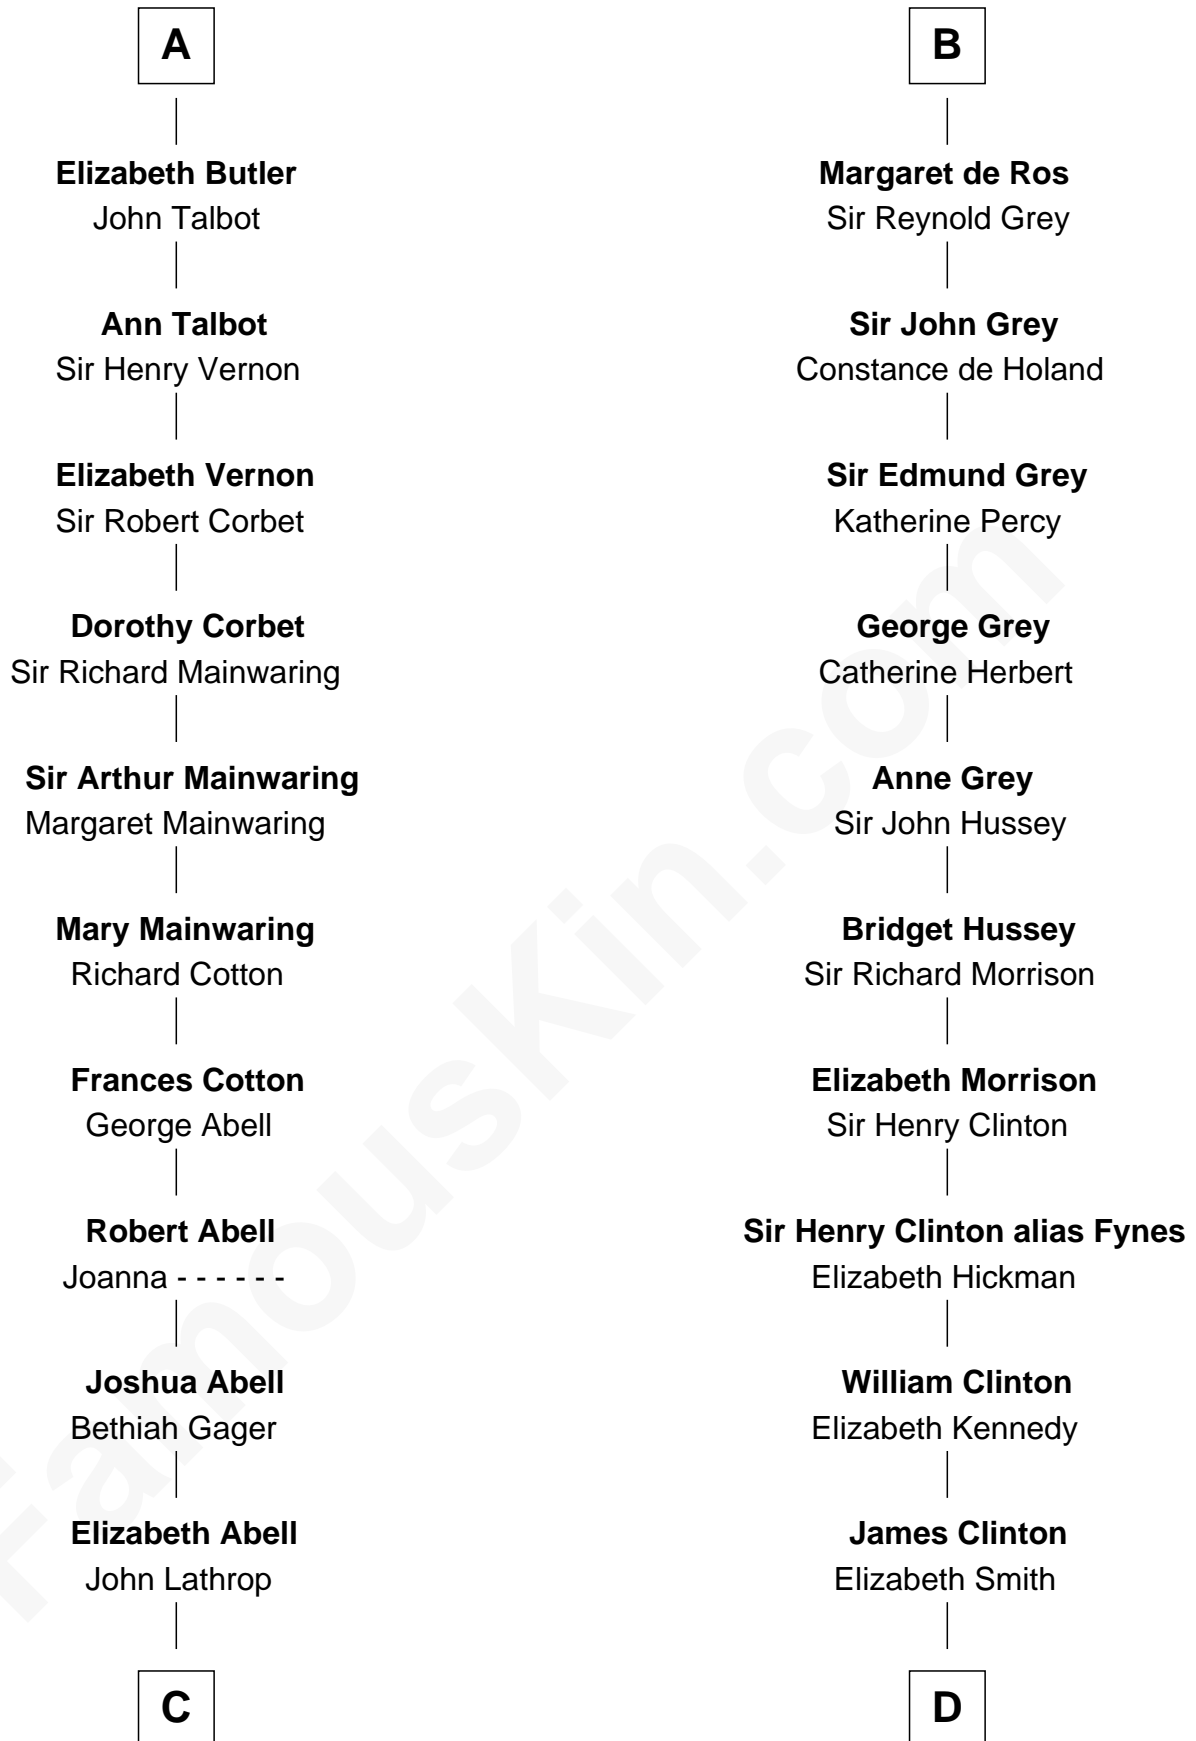 A
Elizabeth Butler
John Talbot
Ann Talbot
Sir Henry Vernon
Elizabeth Vernon
Sir Robert Corbet
Dorothy Corbet
Sir Richard Mainwaring
Sir Arthur Mainwaring
Margaret Mainwaring
Mary Mainwaring
Richard Cotton
Frances Cotton
George Abell
Robert Abell
Joanna - - - - - -
Joshua Abell
Bethiah Gager
Elizabeth Abell
John Lathrop
C
B
Margaret de Ros
Sir Reynold Grey
Sir John Grey
Constance de Holand
Sir Edmund Grey
Katherine Percy
George Grey
Catherine Herbert
Anne Grey
Sir John Hussey
Bridget Hussey
Sir Richard Morrison
Elizabeth Morrison
Sir Henry Clinton
Sir Henry Clinton alias Fynes
Elizabeth Hickman
William Clinton
Elizabeth Kennedy
James Clinton
Elizabeth Smith
D
FamousKin.com